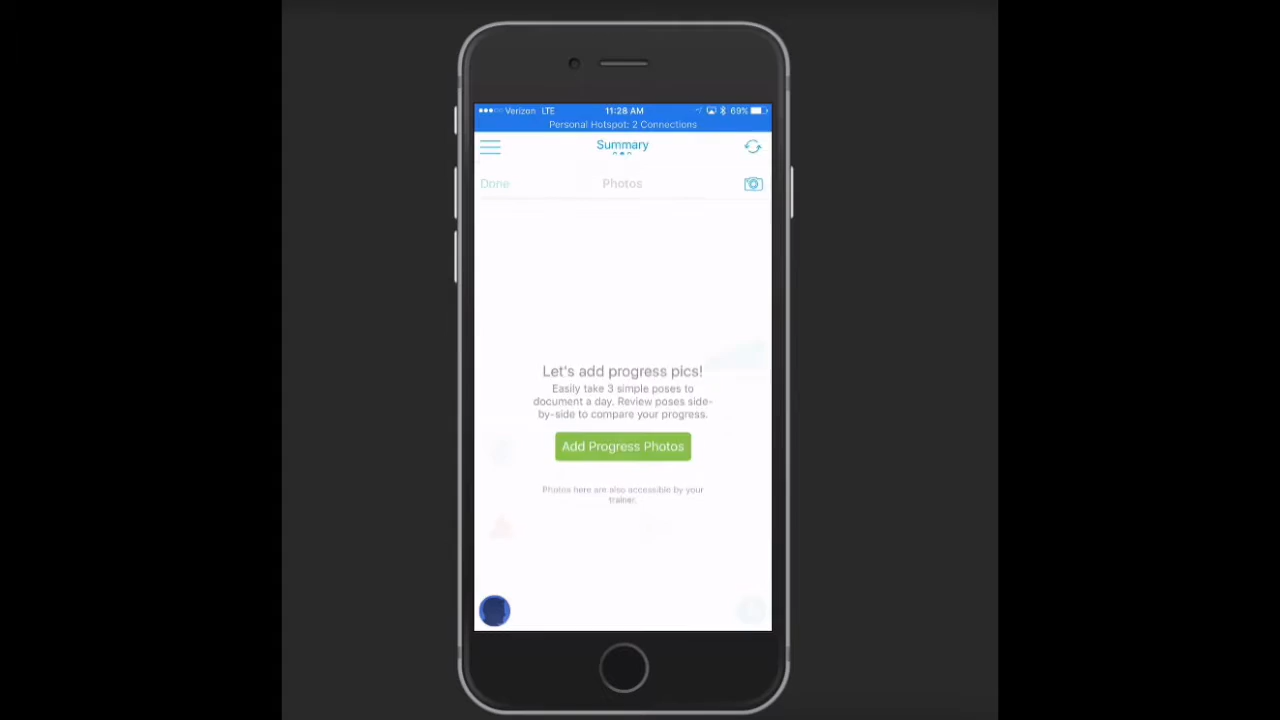 Verizon LTE 11:28 AM 69%
Personal Hotspot: 2 Connections
Summary
Done Photos
Let's add progress pics!
Easily take 3 simple poses to
document a day. Review poses side-
by-side to compare your progress.
Add Progress Photos
Photos here are also accessible by your
trainer.